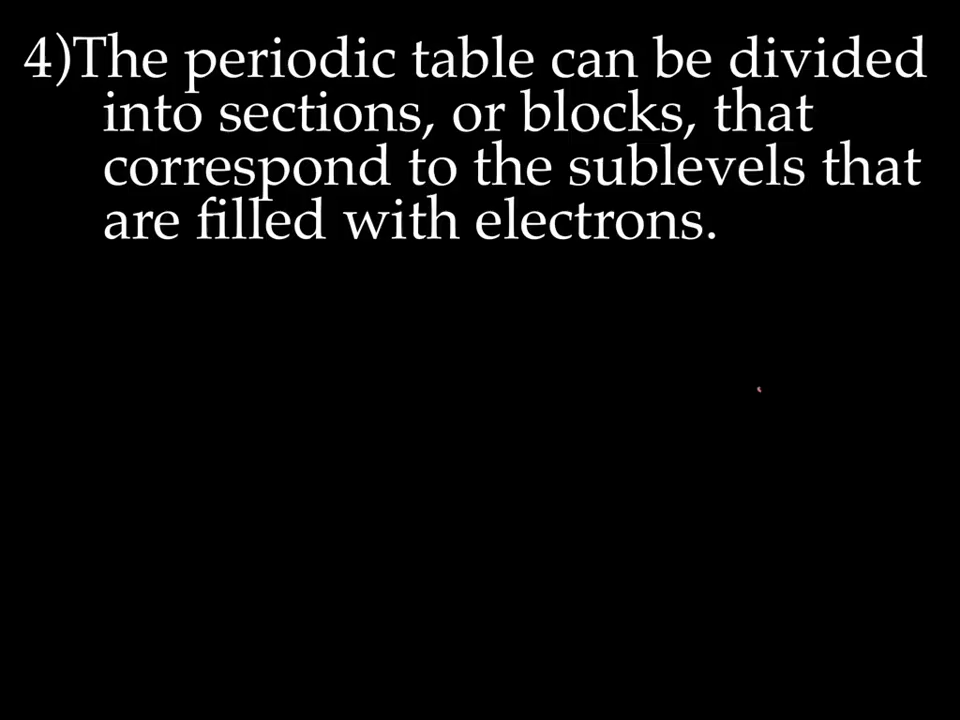 4)The periodic table can be divided
into sections, or blocks, that
correspond to the sublevels that
are filled with electrons.